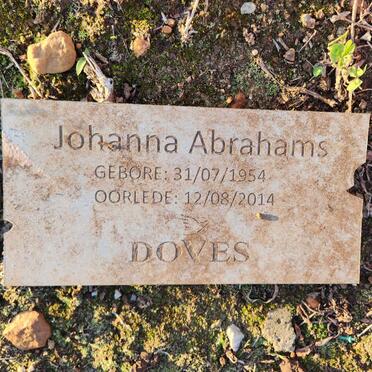 Johanna Abrahams
GEBORE: 31/07/1954
OORLEDE: 12/08/2014
DOVES